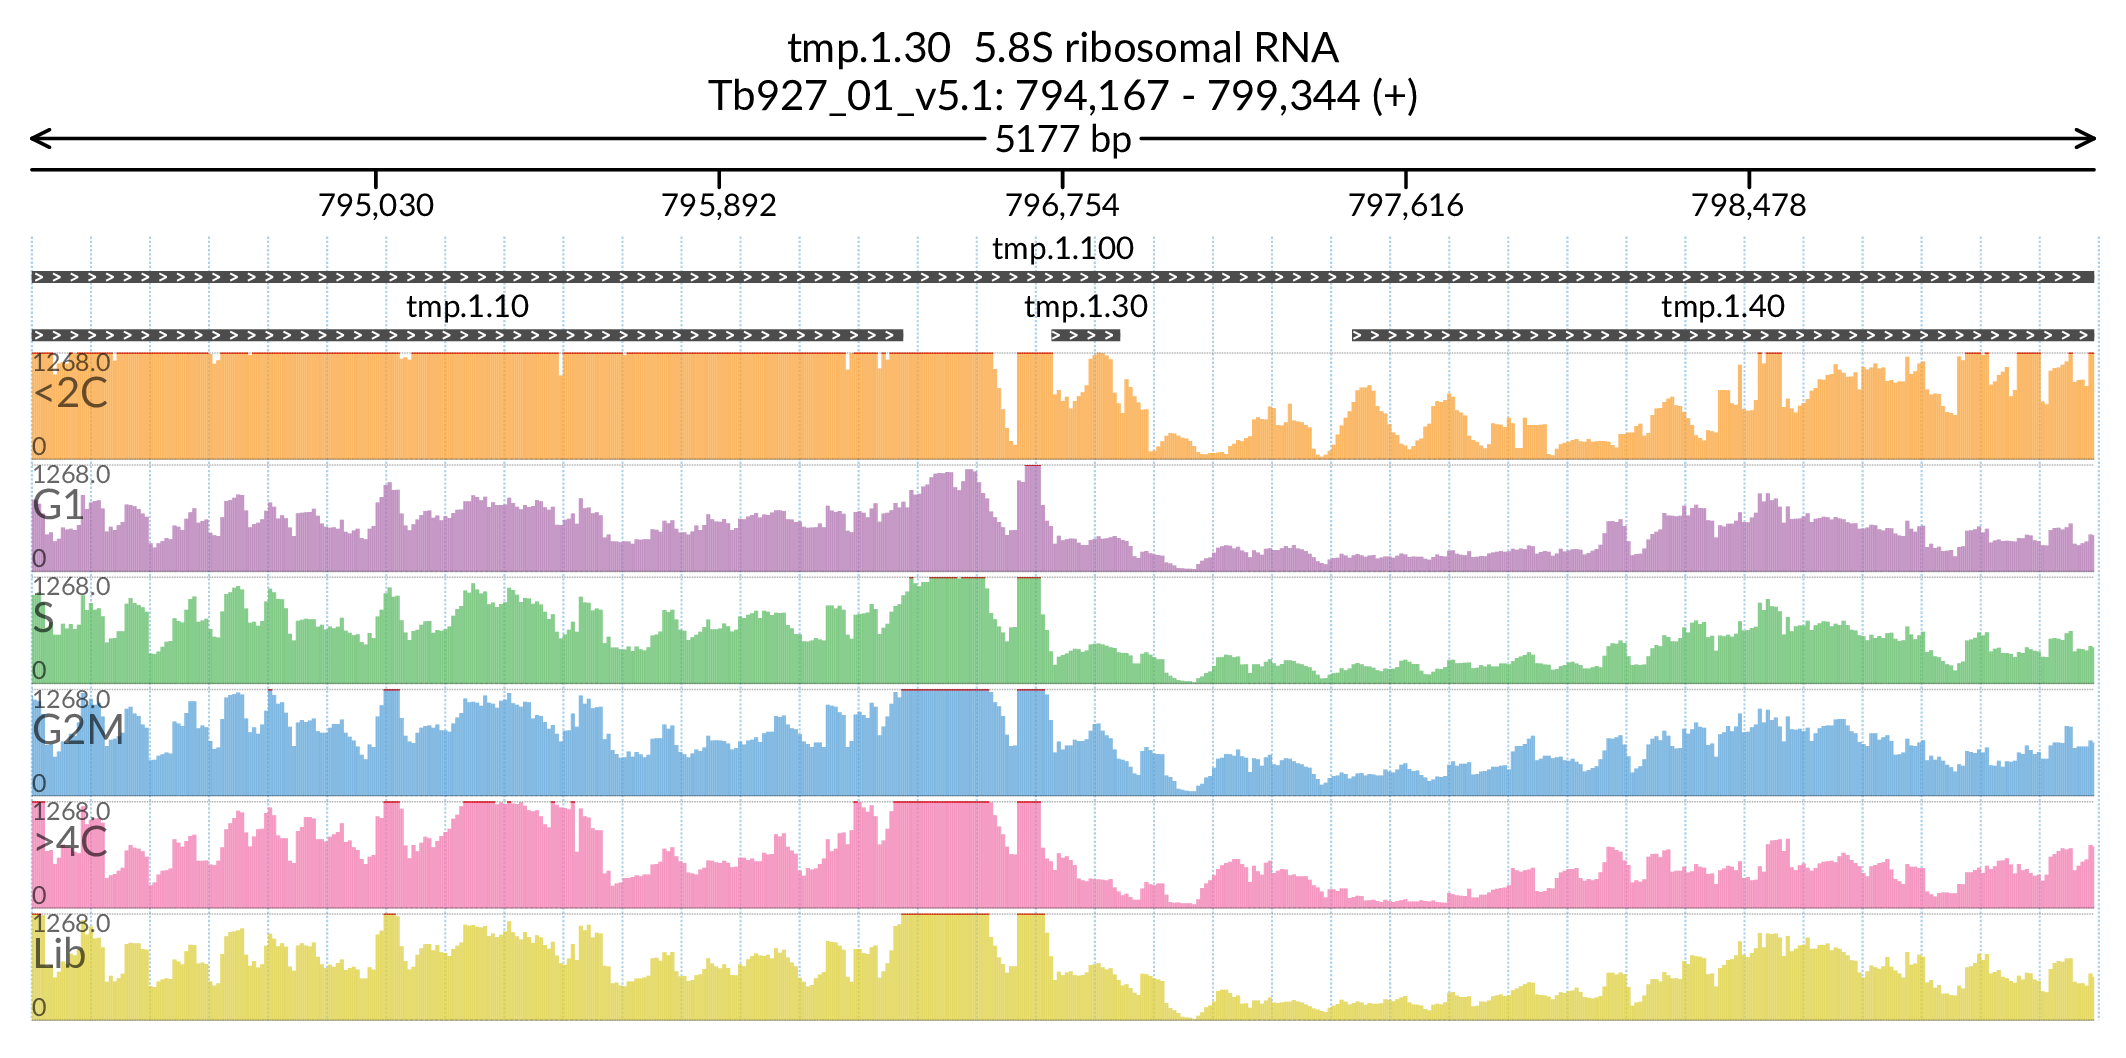 tmp.1.30 5.8S ribosomal RNA
Tb927_01_v5.1: 794,167 - 799,344 (+)
5177 bp
795,030 795,892 796,754 797,616 798,478
tmp.1.100
tmp.1.10 tmp.1.30 tmp.1.40
1268.0
<2C
0
1268.0
G1
0
1268.0
S
0
1268.0
G2M
0
1268.0
>4C
0
1268.0
Lib
0